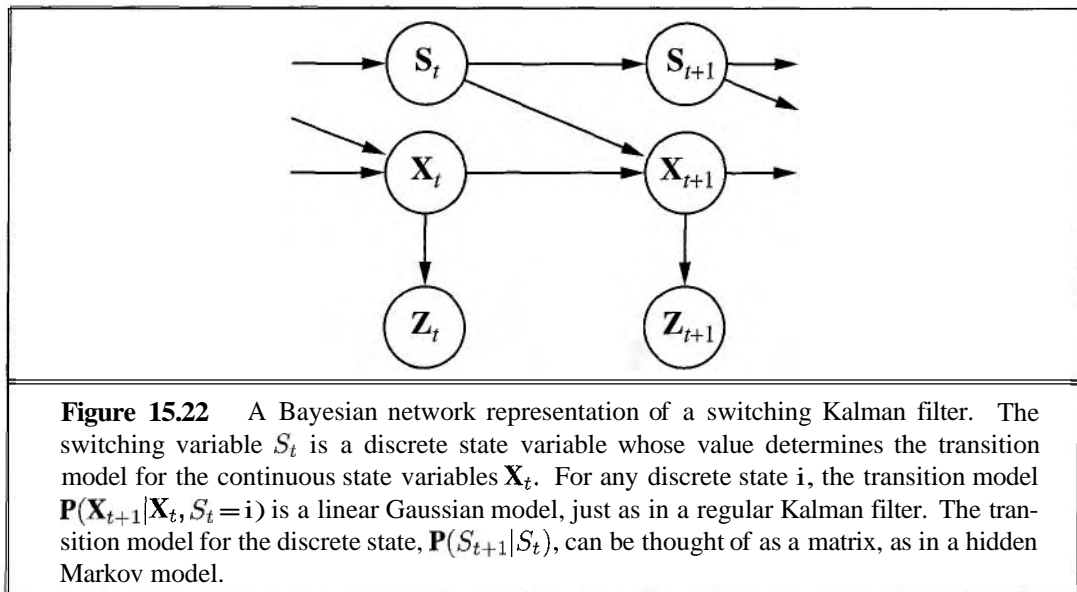 S_t S_{t+1}
X_t X_{t+1}
Z_t Z_{t+1}
Figure 15.22 A Bayesian network representation of a switching Kalman filter. The
switching variable S_t is a discrete state variable whose value determines the transition
model for the continuous state variables X_t. For any discrete state i, the transition model
P(X_{t+1}|X_t, S_t = i) is a linear Gaussian model, just as in a regular Kalman filter. The tran-
sition model for the discrete state, P(S_{t+1}|S_t), can be thought of as a matrix, as in a hidden
Markov model.